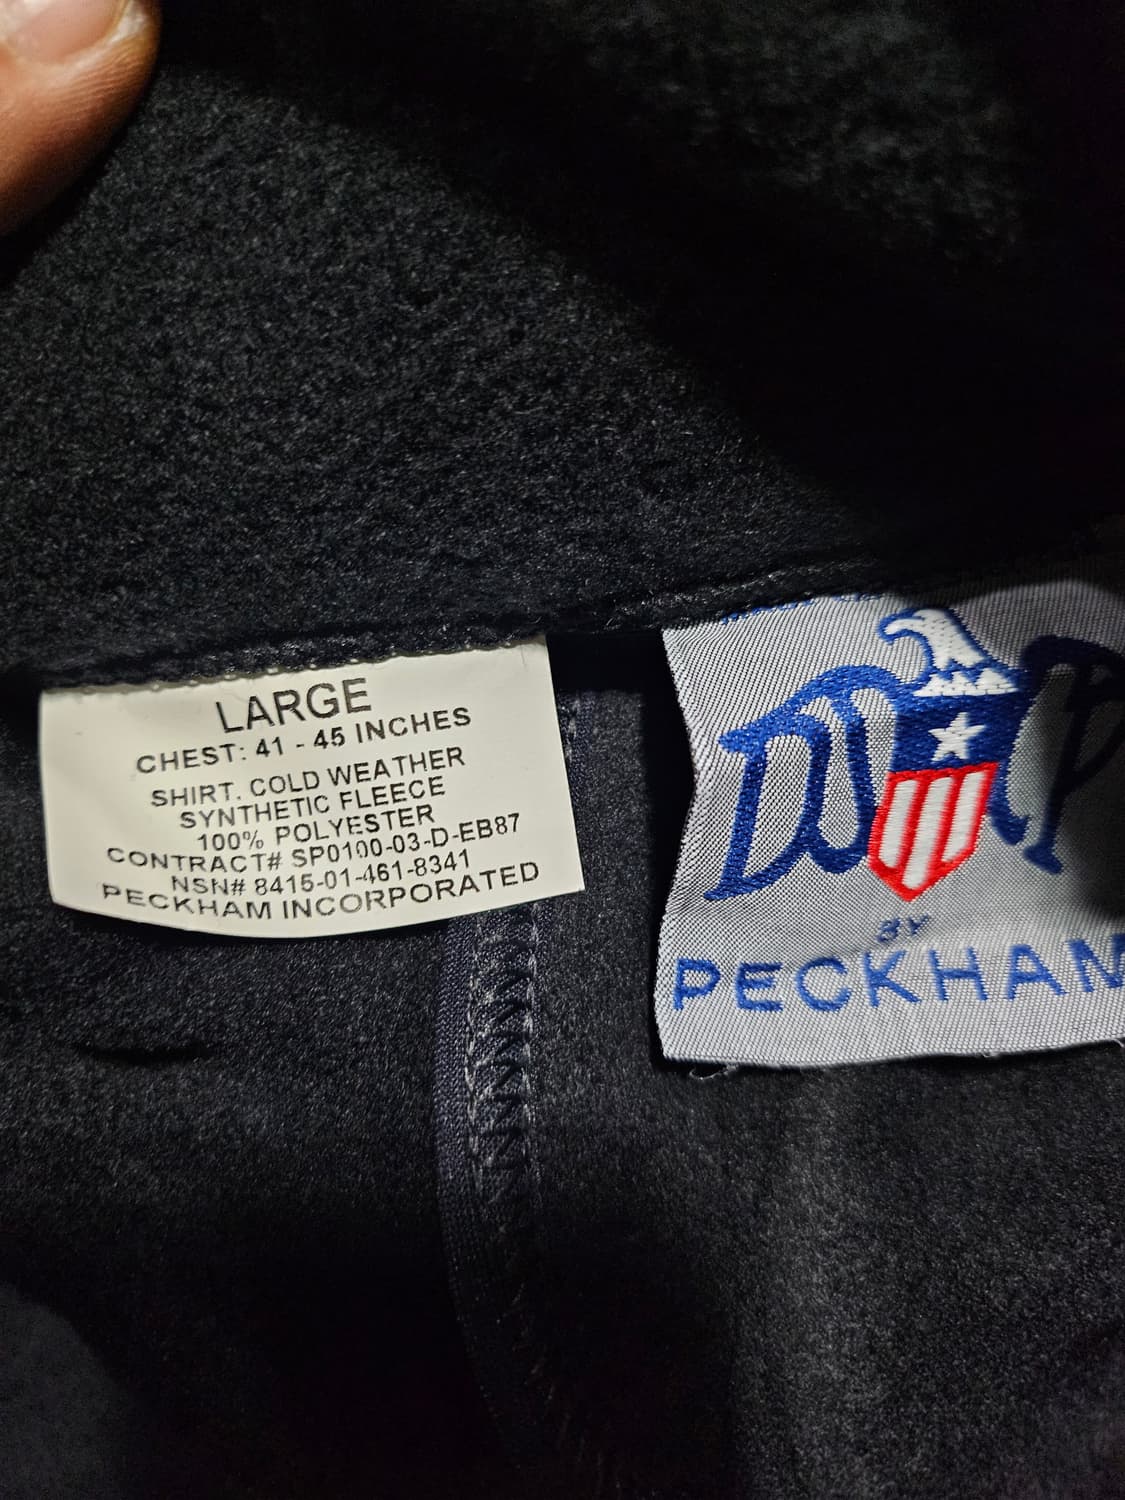 LARGE
CHEST: 41 - 45 INCHES
SHIRT. COLD WEATHER
SYNTHETIC FLEECE
100% POLYESTER
CONTRACT# SP0100-03-D-EB87
NSN# 8415-01-461-8341
PECKHAM INCORPORATED
BY
PECKHAM